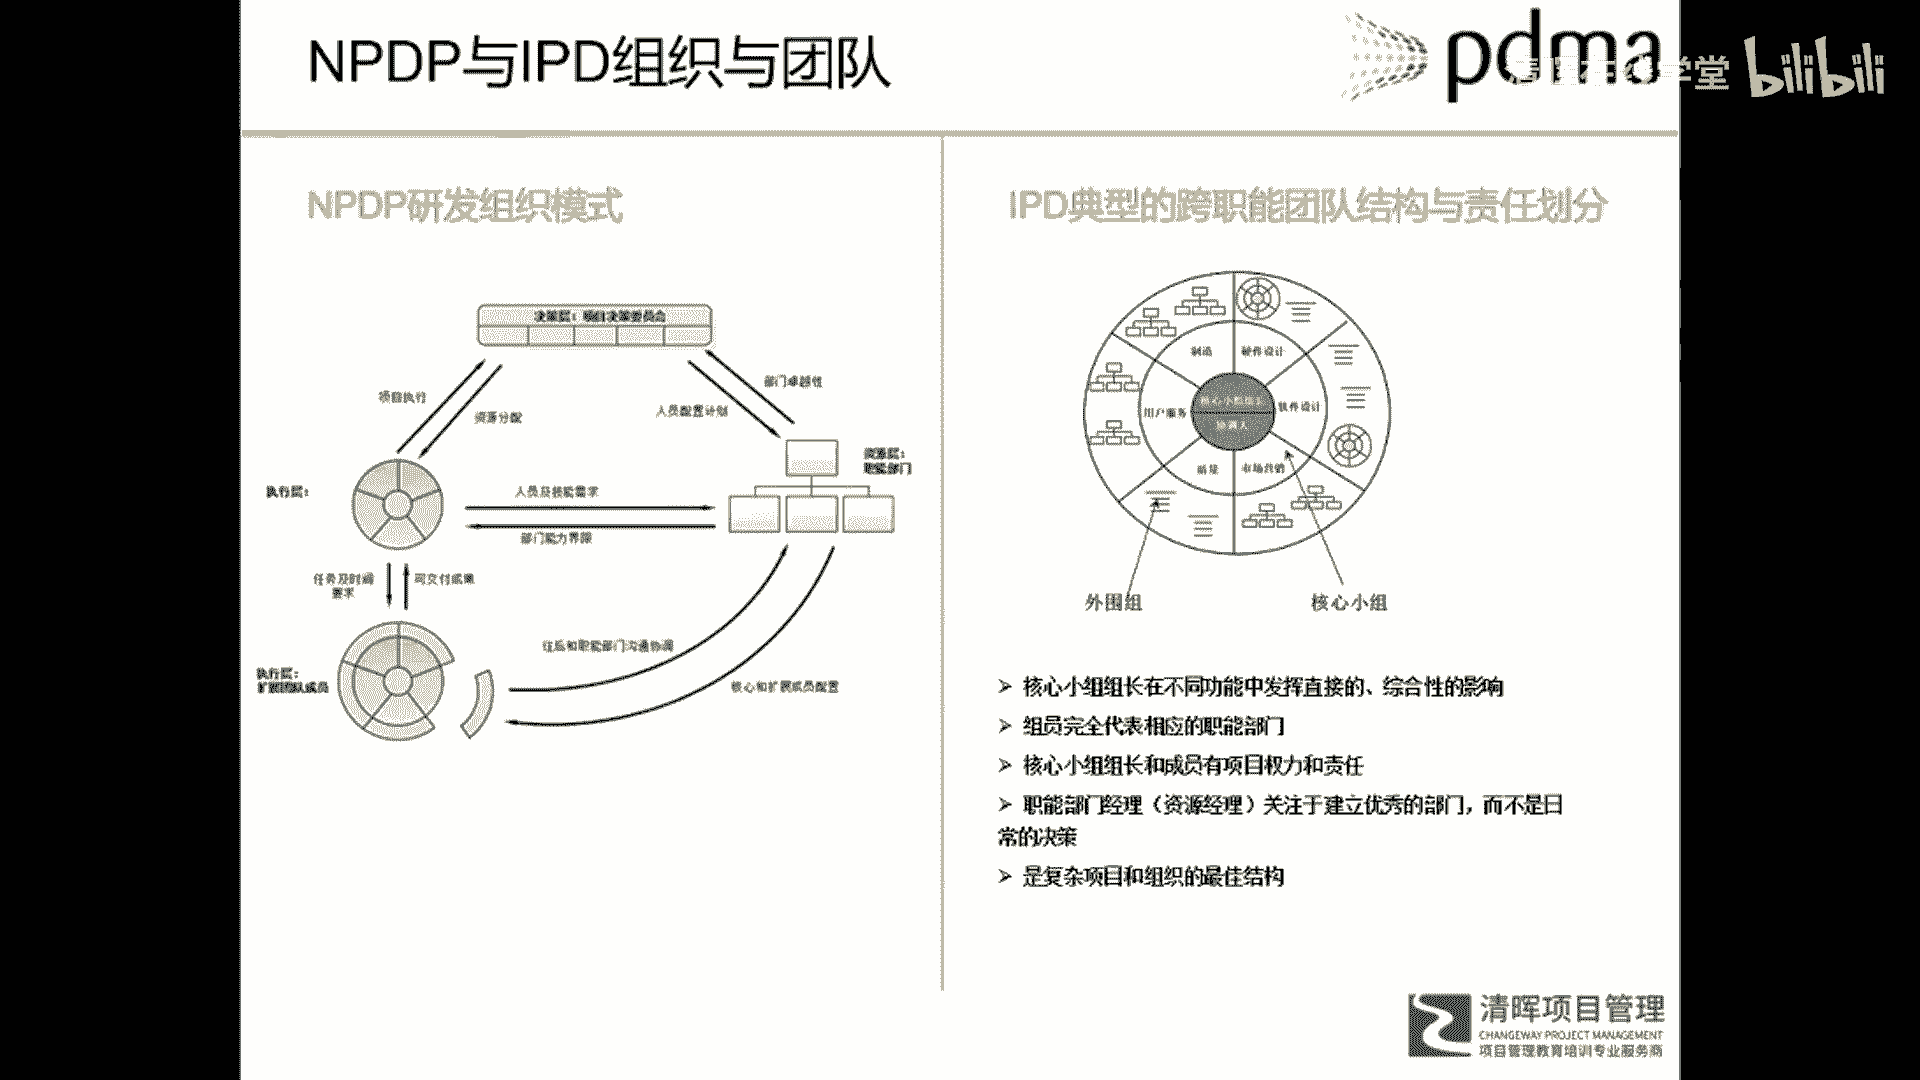 NPDP与IPD组织与团队
pdma
学堂
bilibili
NPDP研发组织模式
IPD典型的跨职能团队结构与责任划分
决策层：项目决策委员会
项目执行
资源分配
人员配置计划
部门卓越性
资源层：
职能部门
执行层：
人员及技能需求
部门能力界限
任务及时间
要求
可交付成果
执行层：
扩展团队成员
往后和职能部门沟通协调
核心和扩展成员配置
制造
硬件设计
用户服务
软件设计
协调人
质量
市场营销
外围组
核心小组
➢ 核心小组组长在不同功能中发挥直接的、综合性的影响
➢ 组员完全代表相应的职能部门
➢ 核心小组组长和成员有项目权力和责任
➢ 职能部门经理（资源经理）关注于建立优秀的部门，而不是日
常的决策
➢ 是复杂项目和组织的最佳结构
清晖项目管理
CHANGEWAY PROJECT MANAGEMENT
项目管理教育培训专业服务商